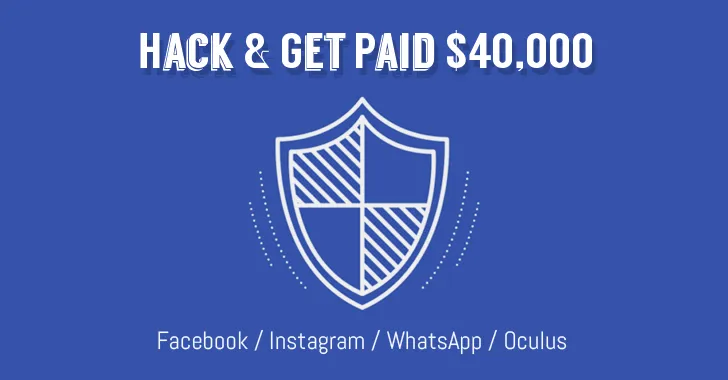 HACK & GET PAID $40,000
Facebook / Instagram / WhatsApp / Oculus